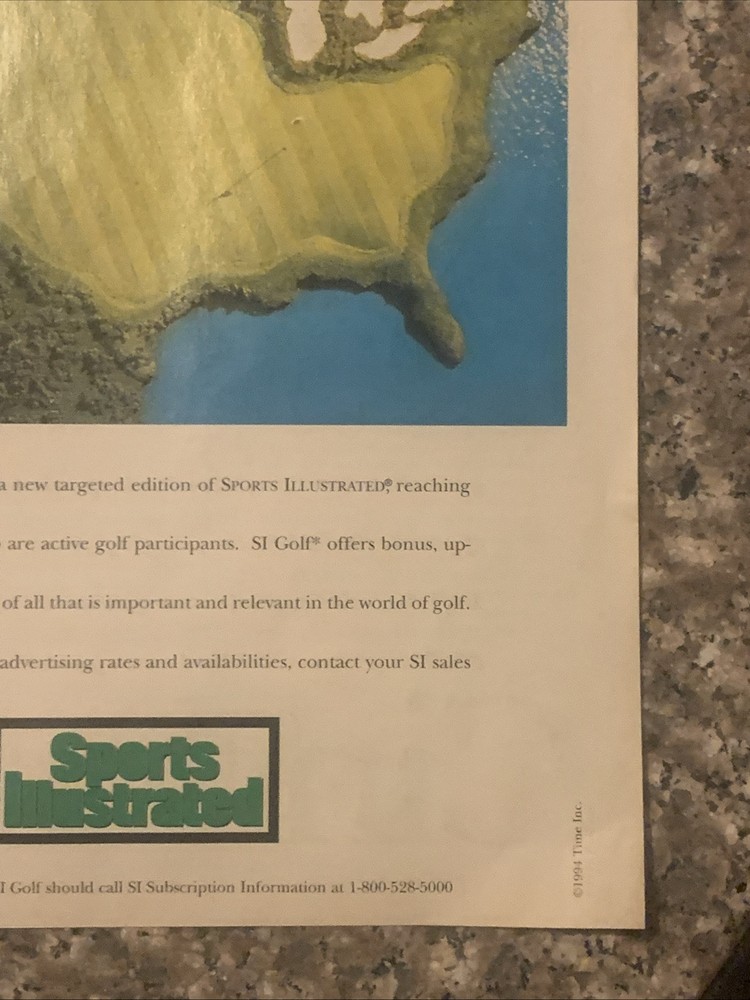 a new targeted edition of SPORTS ILLUSTRATED®, reaching
are active golf participants. SI Golf* offers bonus, up-
of all that is important and relevant in the world of golf.
advertising rates and availabilities, contact your SI sales
Sports
Illustrated
I Golf should call SI Subscription Information at 1-800-528-5000
©1994 Time Inc.